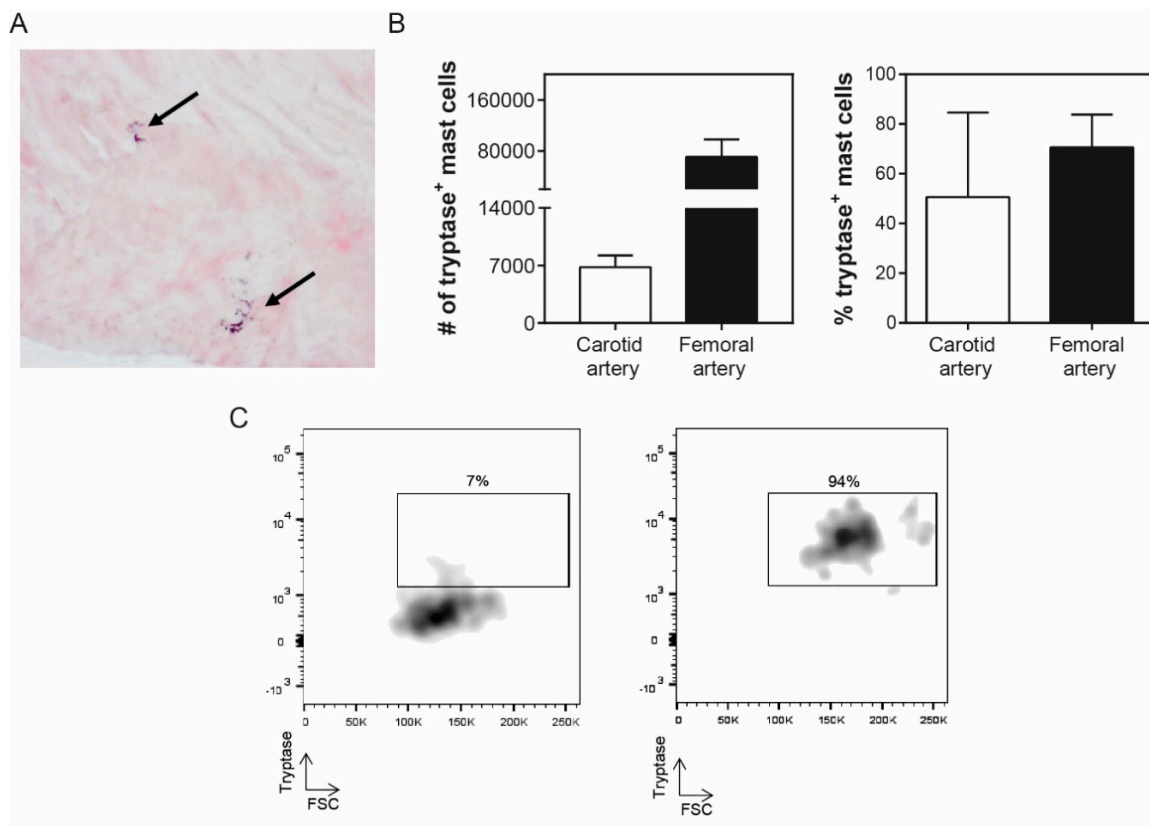 A
B
# of tryptase⁺ mast cells
160000
80000
14000
7000
0
Carotid
artery
Femoral
artery
% tryptase⁺ mast cells
100
80
60
40
20
0
Carotid
artery
Femoral
artery
C
7%
10⁵
10⁴
10³
0
-10³
0 50K 100K 150K 200K 250K
Tryptase
FSC
94%
10⁵
10⁴
10³
0
-10³
0 50K 100K 150K 200K 250K
Tryptase
FSC